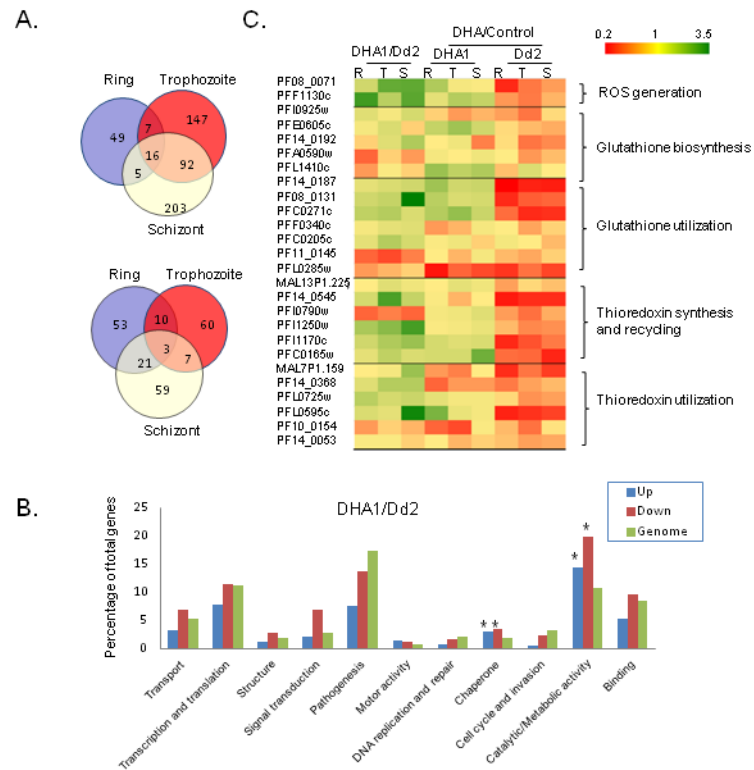 A.
Ring
Trophozoite
49
7
147
16
5
92
203
Schizont
Ring
Trophozoite
53
10
60
3
21
7
59
Schizont
C.
DHA/Control
DHA1/Dd2
DHA1
Dd2
R T S R T S R T S
0.2 1 3.5
PF08_0071
PFF1130c
PFI0925w
PFE0605c
PF14_0192
PFA0590w
PFL1410c
PF14_0187
PF08_0131
PFC0271c
PFF0340c
PFC0205c
PF11_0145
PFL0285w
MAL13P1.225
PF14_0545
PFI0790w
PFI1250w
PFI1170c
PFC0165w
MAL7P1.159
PF14_0368
PFL0725w
PFL0595c
PF10_0154
PF14_0053
ROS generation
Glutathione biosynthesis
Glutathione utilization
Thioredoxin synthesis
and recycling
Thioredoxin utilization
B.
DHA1/Dd2
Up
Down
Genome
Percentage of total genes
25
20
15
10
5
0
* * * *
Transport
Transcription and translation
Structure
Signal transduction
Pathogenesis
Motor activity
DNA replication and repair
Chaperone
Cell cycle and invasion
Catalytic/Metabolic activity
Binding